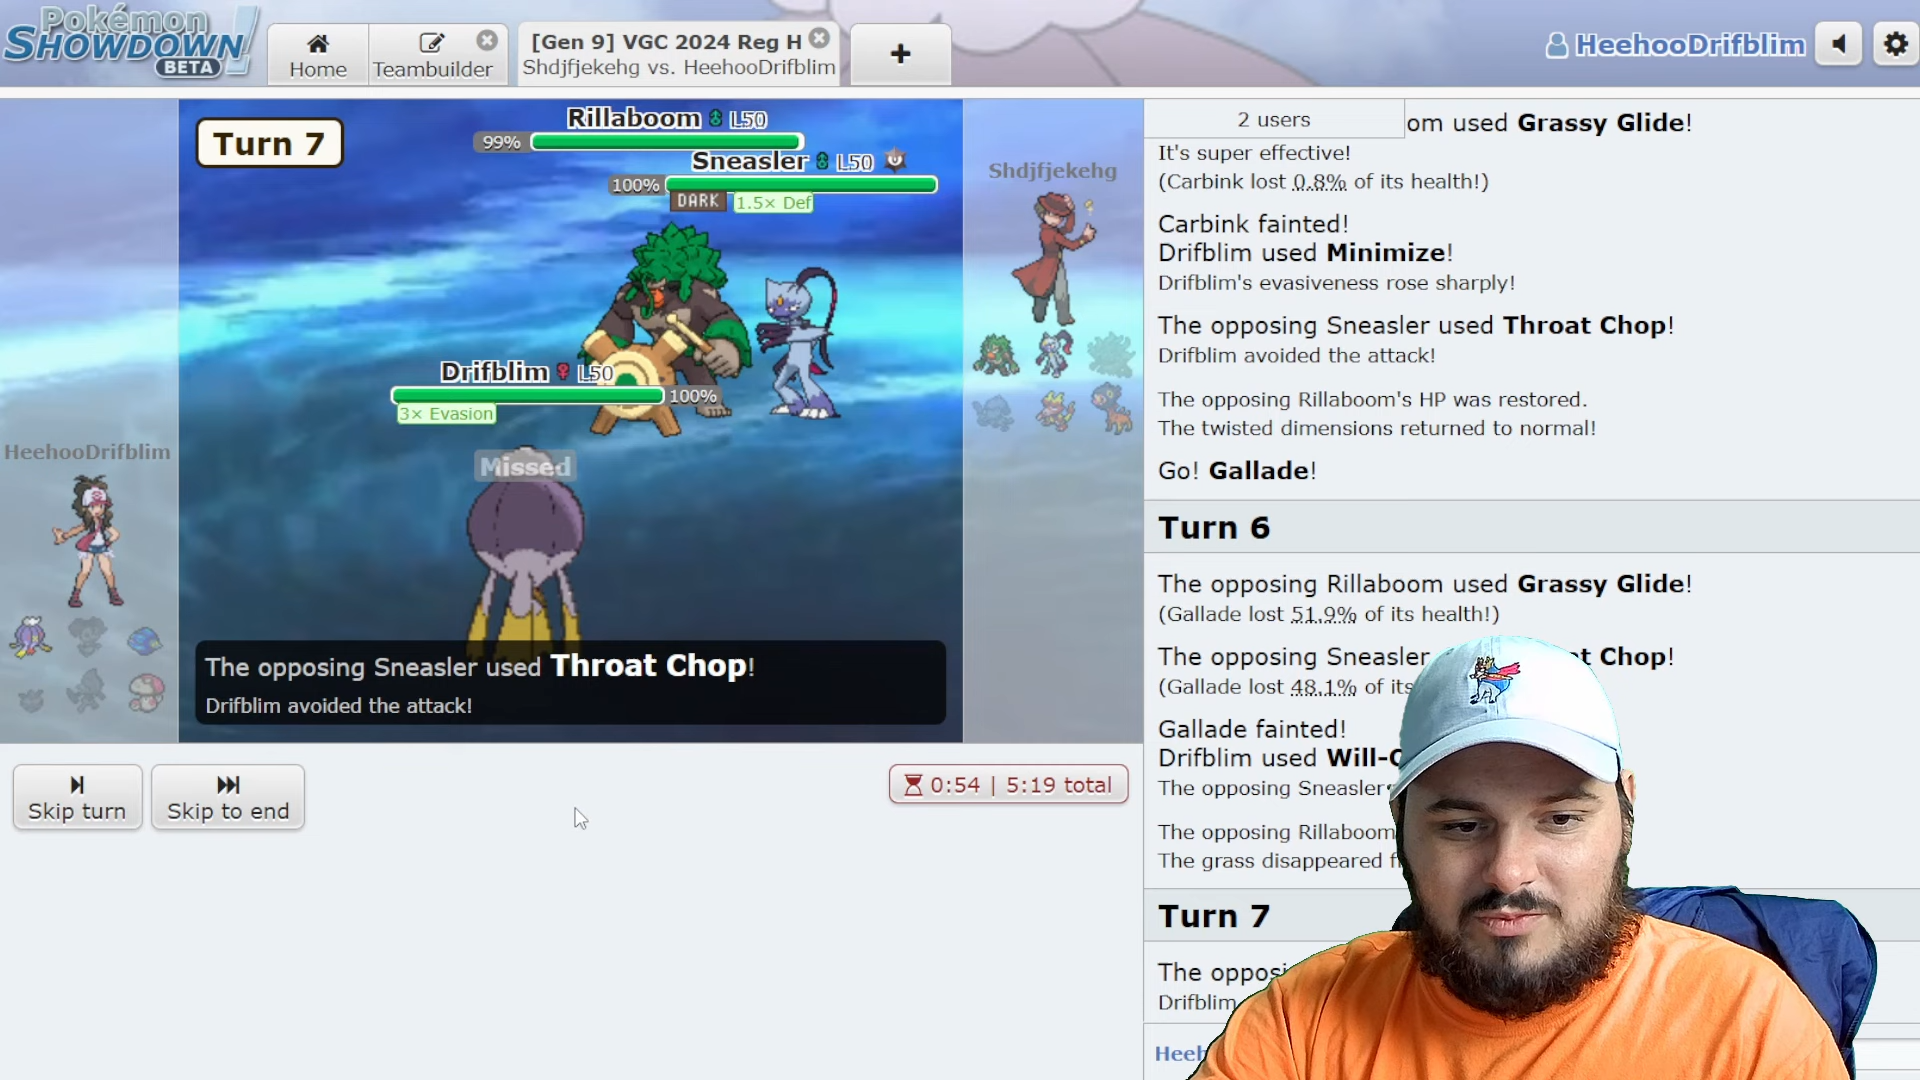 Pokémon
SHOWDOWN!
BETA
Home
Teambuilder
[Gen 9] VGC 2024 Reg H
Shdjfjekehg vs. HeehooDrifblim
+
HeehooDrifblim
Turn 7
Rillaboom L50
99%
Sneasler L50
100%
DARK 1.5× Def
Drifblim L50
100%
3× Evasion
Missed
The opposing Sneasler used Throat Chop!
Drifblim avoided the attack!
HeehooDrifblim
Shdjfjekehg
Skip turn
Skip to end
0:54 | 5:19 total
2 users
om used Grassy Glide!
It's super effective!
(Carbink lost 0.8% of its health!)
Carbink fainted!
Drifblim used Minimize!
Drifblim's evasiveness rose sharply!
The opposing Sneasler used Throat Chop!
Drifblim avoided the attack!
The opposing Rillaboom's HP was restored.
The twisted dimensions returned to normal!
Go! Gallade!
Turn 6
The opposing Rillaboom used Grassy Glide!
(Gallade lost 51.9% of its health!)
The opposing Sneasler t Chop!
(Gallade lost 48.1% of its
Gallade fainted!
Drifblim used Will-
The opposing Sneasler
The opposing Rillaboom
The grass disappeared f
Turn 7
The opposi
Drifblim
Heeh